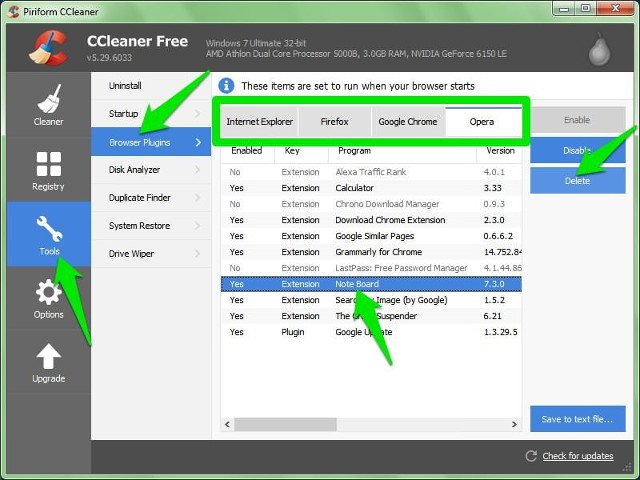 Piriform CCleaner
CCleaner Free
v5.29.6033
Windows 7 Ultimate 32-bit
AMD Athlon Dual Core Processor 5000B, 3.0GB RAM, NVIDIA GeForce 6150 LE
Cleaner
Registry
Tools
Options
Upgrade
Uninstall
Startup
Browser Plugins
Disk Analyzer
Duplicate Finder
System Restore
Drive Wiper
These items are set to run when your browser starts
Internet Explorer Firefox Google Chrome Opera
Enabled Key Program Version
No Extension Alexa Traffic Rank 4.0.1
Yes Extension Calculator 3.33
No Extension Chrono Download Manager 0.9.3
Yes Extension Download Chrome Extension 2.3.0
Yes Extension Google Similar Pages 0.6.6.2
Yes Extension Grammarly for Chrome 14.752.84
No Extension LastPass: Free Password Manager 4.1.44.86
Yes Extension Note Board 7.3.0
Yes Extension Image (by Google) 1.5.2
Yes Extension The Suspender 6.21
Yes Plugin Google 1.3.29.5
Enable
Disable
Delete
Save to text file...
Check for updates